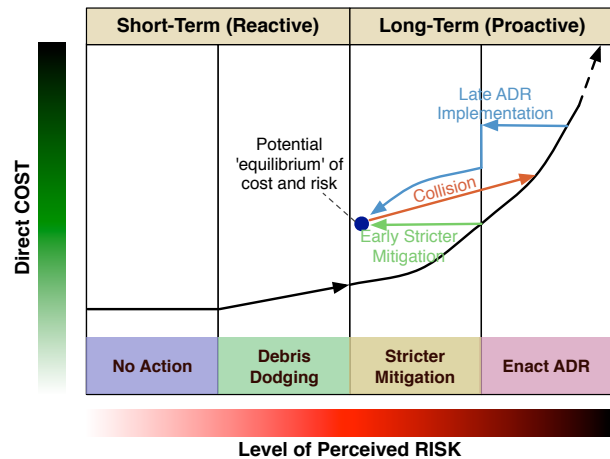 Short-Term (Reactive)
Long-Term (Proactive)
Direct COST
Late ADR
Implementation
Potential
'equilibrium' of
cost and risk
Collision
Early Stricter
Mitigation
No Action
Debris
Dodging
Stricter
Mitigation
Enact ADR
Level of Perceived RISK